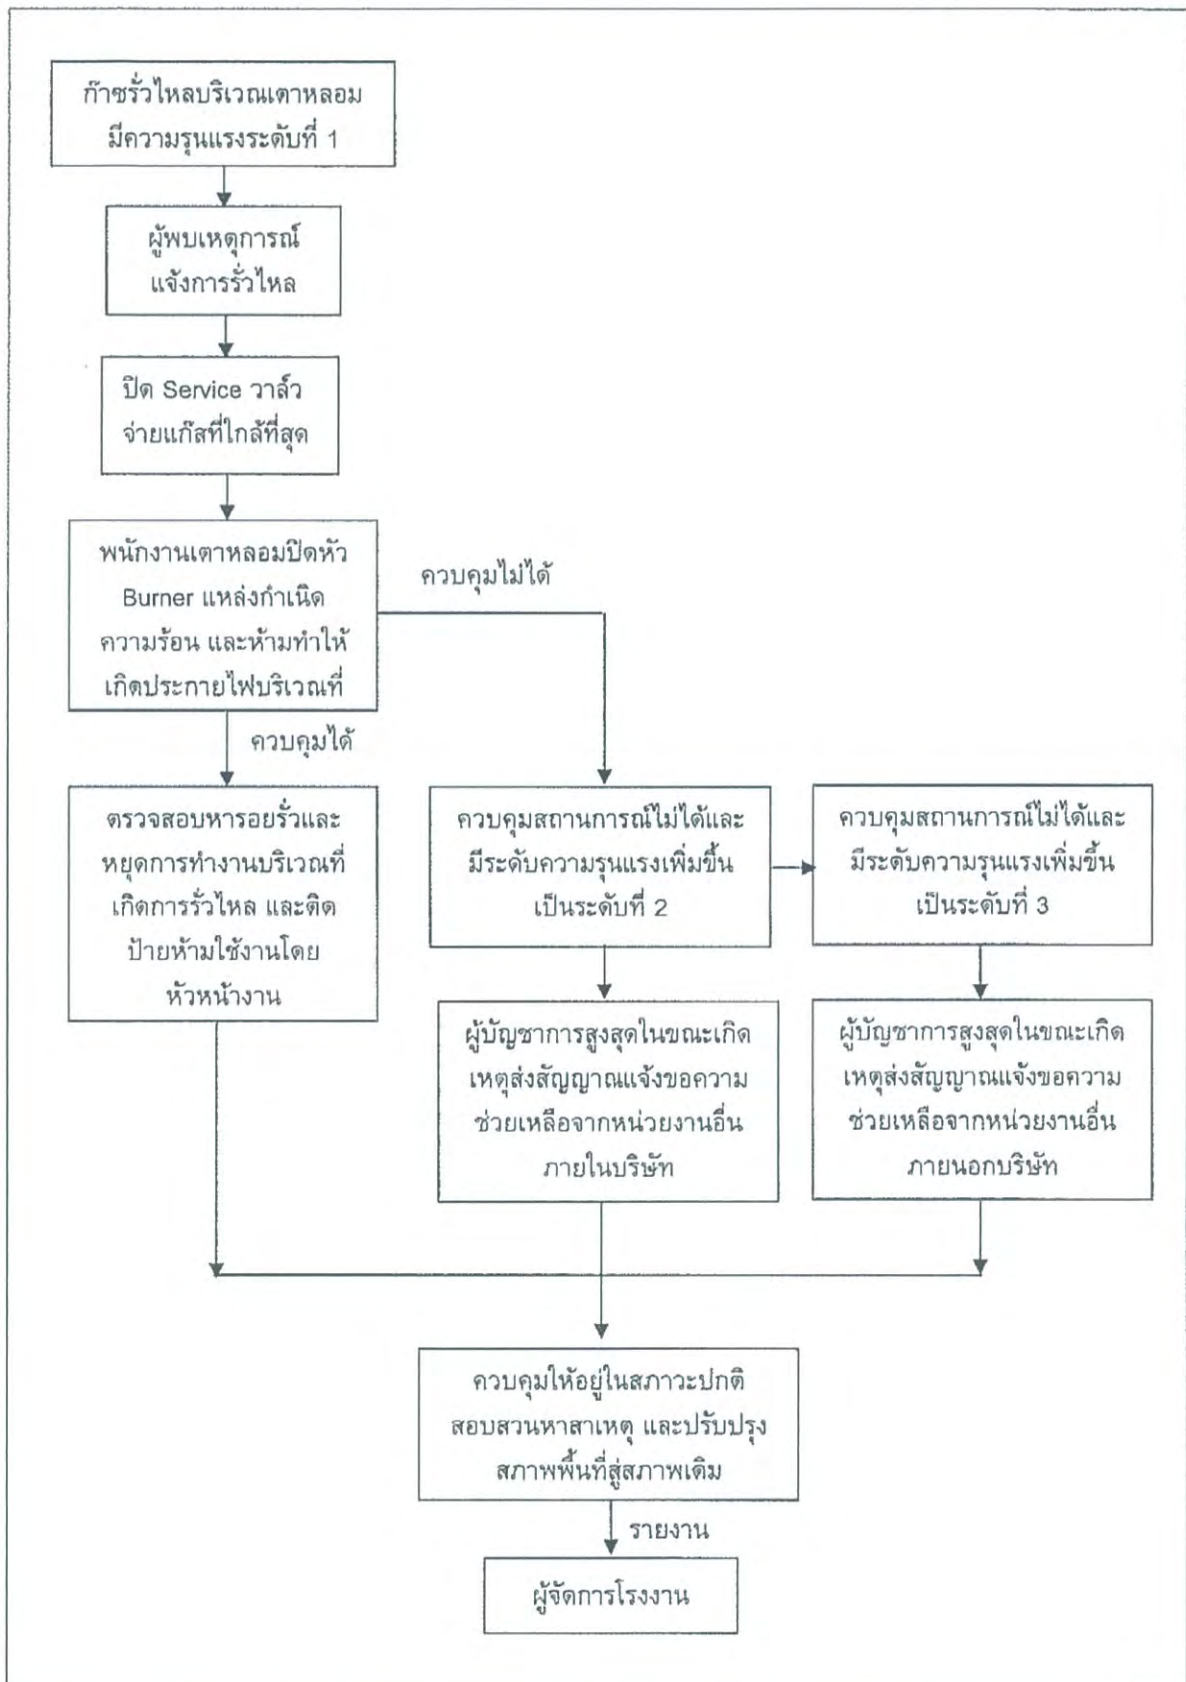 ก๊าซรั่วไหลบริเวณเตาหลอม
มีความรุนแรงระดับที่ 1
ผู้พบเหตุการณ์
แจ้งการรั่วไหล
ปิด Service วาล์ว
จ่ายแก๊สที่ใกล้ที่สุด
พนักงานเตาหลอมปิดหัว
Burner แหล่งกำเนิด
ความร้อน และห้ามทำให้
เกิดประกายไฟบริเวณที่
ควบคุมไม่ได้
ควบคุมได้
ตรวจสอบหารอยรั่วและ
หยุดการทำงานบริเวณที่
เกิดการรั่วไหล และติด
ป้ายห้ามใช้งานโดย
หัวหน้างาน
ควบคุมสถานการณ์ไม่ได้และ
มีระดับความรุนแรงเพิ่มขึ้น
เป็นระดับที่ 2
ควบคุมสถานการณ์ไม่ได้และ
มีระดับความรุนแรงเพิ่มขึ้น
เป็นระดับที่ 3
ผู้บัญชาการสูงสุดในขณะเกิด
เหตุส่งสัญญาณแจ้งขอความ
ช่วยเหลือจากหน่วยงานอื่น
ภายในบริษัท
ผู้บัญชาการสูงสุดในขณะเกิด
เหตุส่งสัญญาณแจ้งขอความ
ช่วยเหลือจากหน่วยงานอื่น
ภายนอกบริษัท
ควบคุมให้อยู่ในสภาวะปกติ
สอบสวนหาสาเหตุ และปรับปรุง
สภาพพื้นที่สู่สภาพเดิม
รายงาน
ผู้จัดการโรงงาน